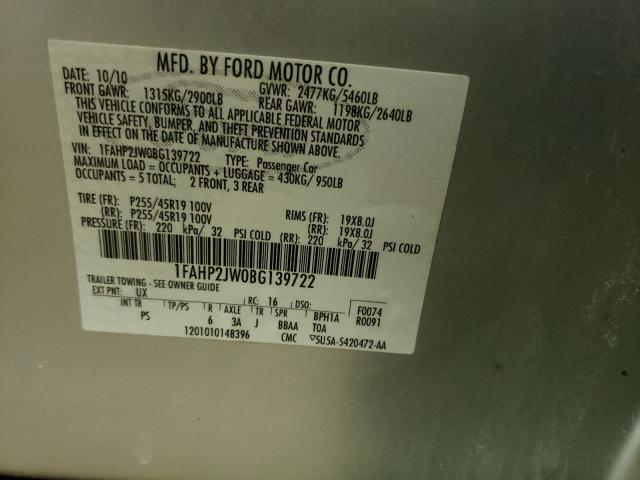 MFD. BY FORD MOTOR CO.
DATE: 10/10 GVWR: 2477KG/5460LB
FRONT GAWR: 1315KG/2900LB REAR GAWR: 1198KG/2640LB
THIS VEHICLE CONFORMS TO ALL APPLICABLE FEDERAL MOTOR
VEHICLE SAFETY, BUMPER, AND THEFT PREVENTION STANDARDS
IN EFFECT ON THE DATE OF MANUFACTURE SHOWN ABOVE.
VIN: 1FAHP2JW0BG139722 TYPE: Passenger Car
MAXIMUM LOAD = OCCUPANTS + LUGGAGE = 430KG/ 950LB
OCCUPANTS = 5 TOTAL; 2 FRONT, 3 REAR
TIRE (FR): P255/45R19 100V RIMS (FR): 19X8.0J
(RR): P255/45R19 100V (RR): 19X8.0J
PRESSURE (FR): 220 kPa/ 32 PSI COLD (RR): 220 kPa/ 32 PSI COLD
1FAHP2JW0BG139722
TRAILER TOWING - SEE OWNER GUIDE
EXT PNT: UX RC: 16 DSO: F0074
R0091
INT TR TP/PS R AXLE TR SPR BPH1A
PS 6 3A J BBAA T0A
1201010148396 CMC ▽5U5A-5420472-AA